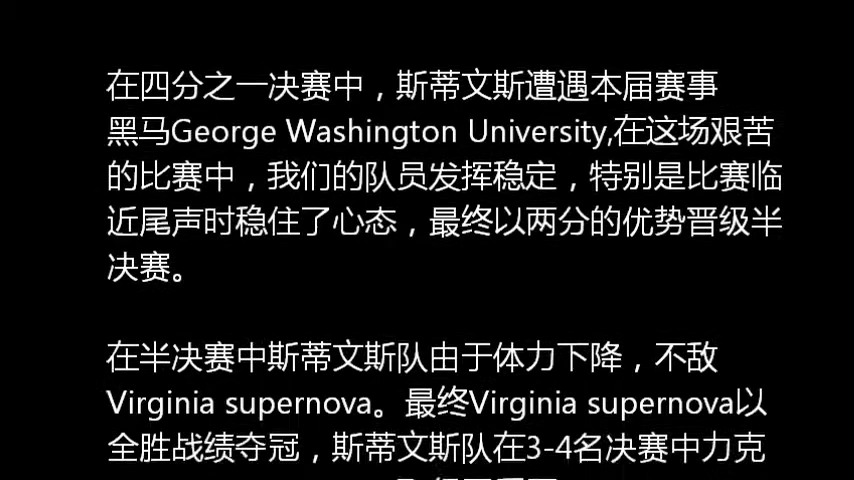 在四分之一决赛中，斯蒂文斯遭遇本届赛事
黑马George Washington University,在这场艰苦
的比赛中，我们的队员发挥稳定，特别是比赛临
近尾声时稳住了心态，最终以两分的优势晋级半
决赛。
在半决赛中斯蒂文斯队由于体力下降，不敌
Virginia supernova。最终Virginia supernova以
全胜战绩夺冠，斯蒂文斯队在3-4名决赛中力克